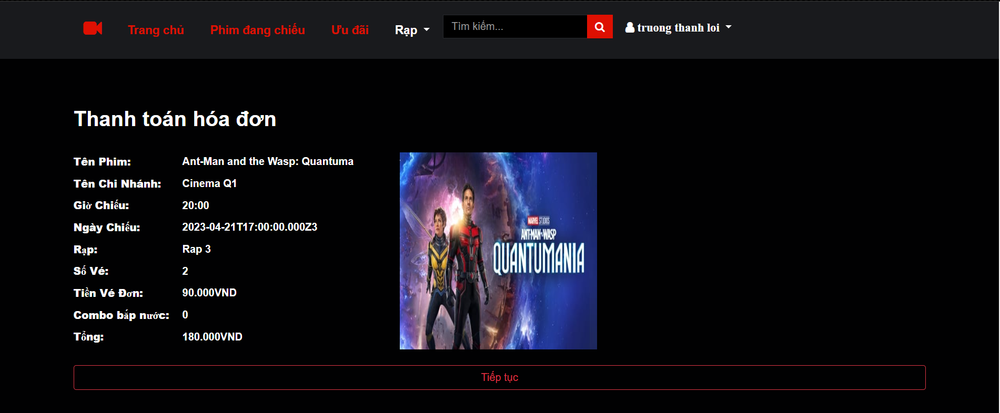 Trang chủ Phim đang chiếu Ưu đãi Rạp Tìm kiếm... truong thanh loi
Thanh toán hóa đơn
Tên Phim: Ant-Man and the Wasp: Quantuma
Tên Chi Nhánh: Cinema Q1
Giờ Chiếu: 20:00
Ngày Chiếu: 2023-04-21T17:00:00.000Z3
Rạp: Rap 3
Số Vé: 2
Tiền Vé Đơn: 90.000VND
Combo bắp nước: 0
Tổng: 180.000VND
MARVEL STUDIOS
ANT-MAN AND THE WASP
QUANTUMANIA
Tiếp tục